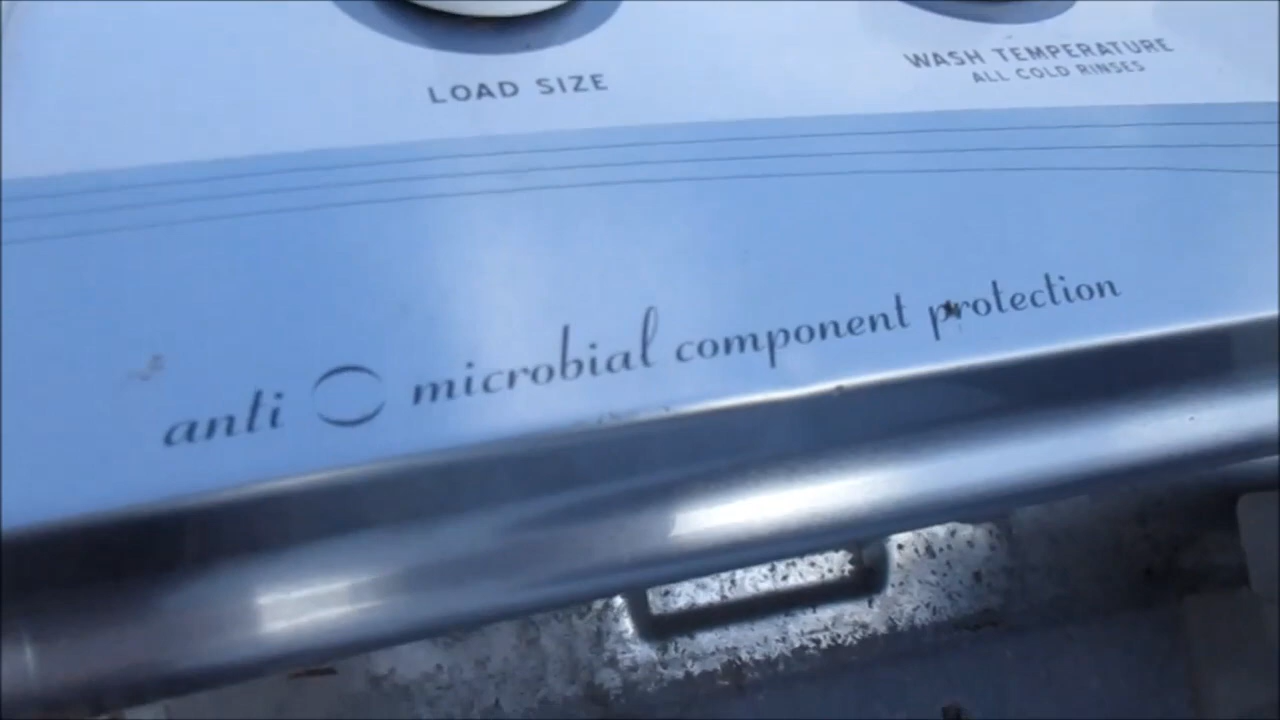 LOAD SIZE
WASH TEMPERATURE
ALL COLD RINSES
anti microbial component protection